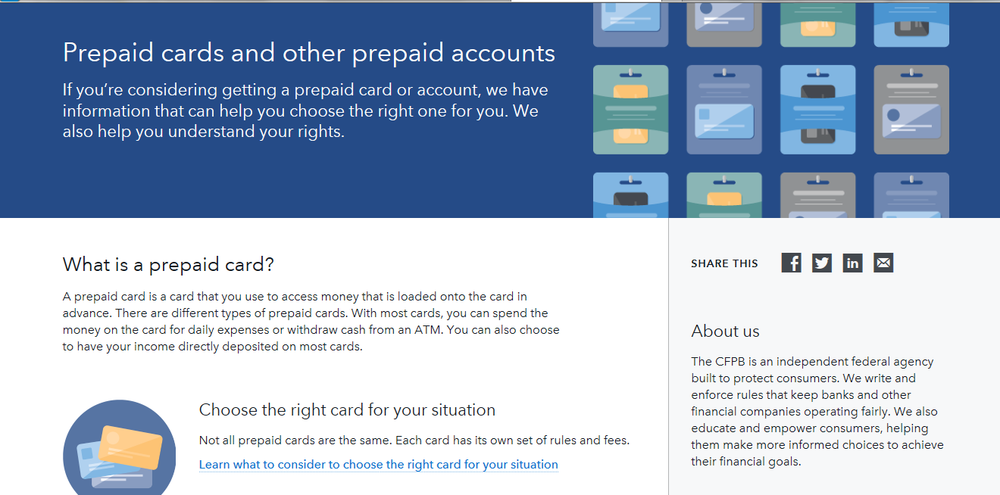 Prepaid cards and other prepaid accounts
If you’re considering getting a prepaid card or account, we have
information that can help you choose the right one for you. We
also help you understand your rights.
What is a prepaid card?
A prepaid card is a card that you use to access money that is loaded onto the card in
advance. There are different types of prepaid cards. With most cards, you can spend the
money on the card for daily expenses or withdraw cash from an ATM. You can also choose
to have your income directly deposited on most cards.
Choose the right card for your situation
Not all prepaid cards are the same. Each card has its own set of rules and fees.
Learn what to consider to choose the right card for your situation
SHARE THIS
About us
The CFPB is an independent federal agency
built to protect consumers. We write and
enforce rules that keep banks and other
financial companies operating fairly. We also
educate and empower consumers, helping
them make more informed choices to achieve
their financial goals.